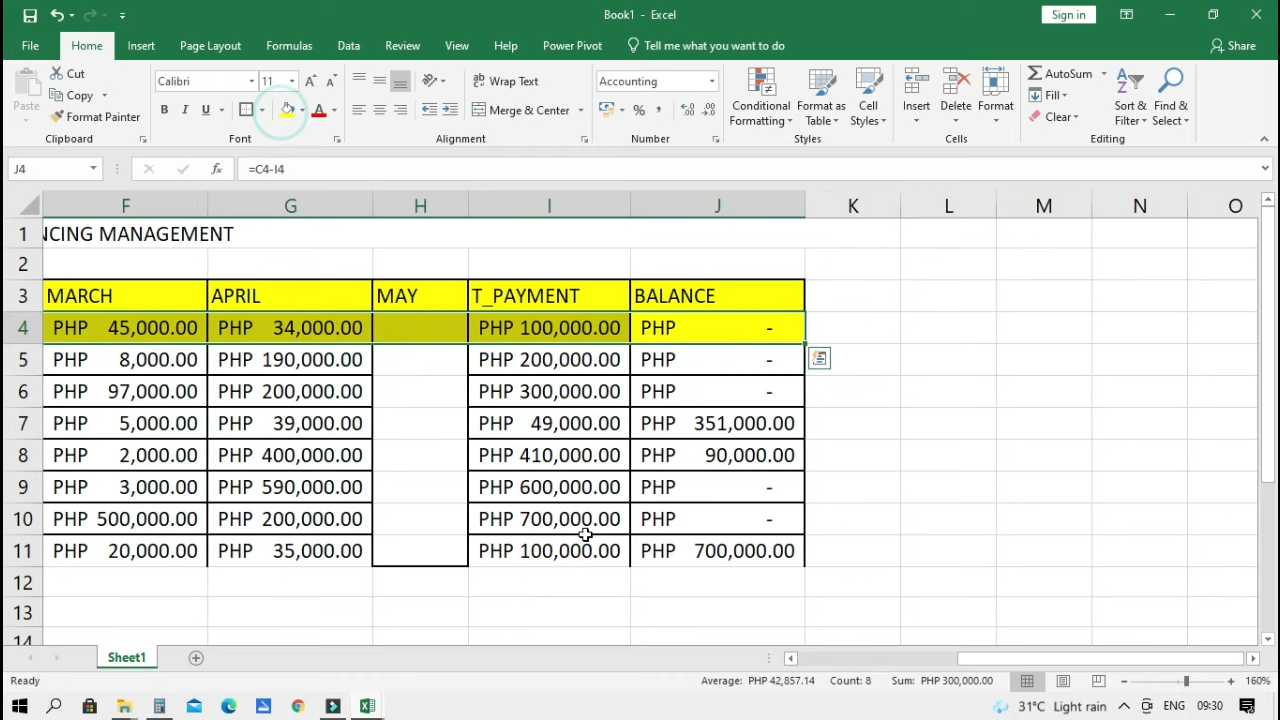 Book1 - Excel
Sign in
File Home Insert Page Layout Formulas Data Review View Help Power Pivot Tell me what you want to do Share
Paste Cut Copy Format Painter
Clipboard
Calibri 11 A A
B I U A
Font
Wrap Text
Merge & Center
Alignment
Accounting
% ,
Number
Conditional Formatting
Format as Table
Cell Styles
Styles
Insert Delete Format
Cells
AutoSum
Fill
Clear
Sort & Filter
Find & Select
Editing
J4 fx =C4-I4
F G H I J K L M N O
1 NCING MANAGEMENT
2
3 MARCH APRIL MAY T_PAYMENT BALANCE
4 PHP 45,000.00 PHP 34,000.00 PHP 100,000.00 PHP -
5 PHP 8,000.00 PHP 190,000.00 PHP 200,000.00 PHP -
6 PHP 97,000.00 PHP 200,000.00 PHP 300,000.00 PHP -
7 PHP 5,000.00 PHP 39,000.00 PHP 49,000.00 PHP 351,000.00
8 PHP 2,000.00 PHP 400,000.00 PHP 410,000.00 PHP 90,000.00
9 PHP 3,000.00 PHP 590,000.00 PHP 600,000.00 PHP -
10 PHP 500,000.00 PHP 200,000.00 PHP 700,000.00 PHP -
11 PHP 20,000.00 PHP 35,000.00 PHP 100,000.00 PHP 700,000.00
12
13
14
Sheet1
Ready Average: PHP 42,857.14 Count: 8 Sum: PHP 300,000.00 160%
31°C Light rain ENG 09:30